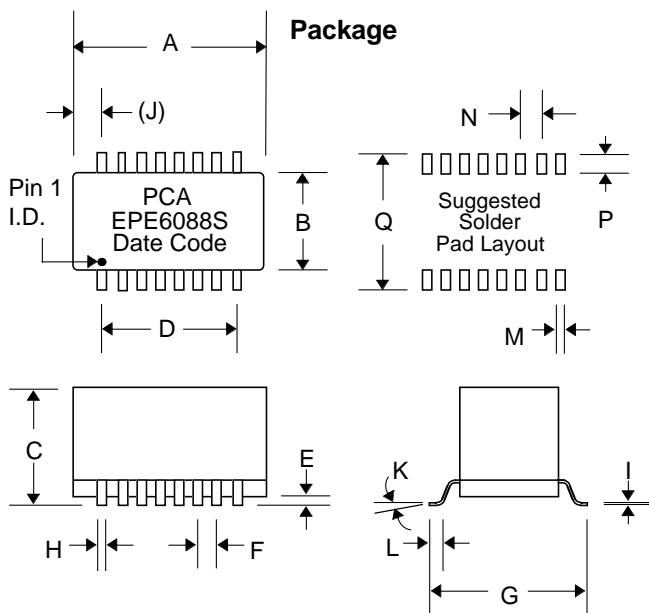 Package
A
(J)
N
Pin 1
I.D.
PCA
EPE6088S
Date Code
B
Q
Suggested
Solder
Pad Layout
P
D
M
C
E
K
I
H
F
L
G